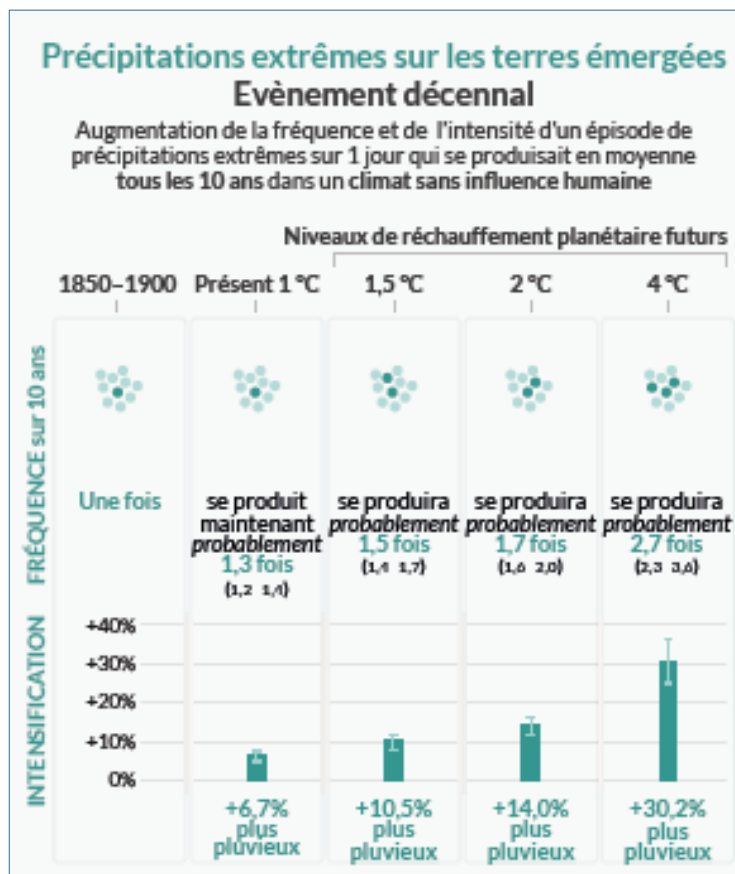 Précipitations extrêmes sur les terres émergées
Evènement décennal
Augmentation de la fréquence et de l'intensité d'un épisode de
précipitations extrêmes sur 1 jour qui se produisait en moyenne
tous les 10 ans dans un climat sans influence humaine
Niveaux de réchauffement planétaire futurs
1850–1900 Présent 1 °C 1,5 °C 2 °C 4 °C
FRÉQUENCE sur 10 ans
Une fois
se produit
maintenant
probablement
1,3 fois
(1,2 1,4)
se produira
probablement
1,5 fois
(1,4 1,7)
se produira
probablement
1,7 fois
(1,6 2,0)
se produira
probablement
2,7 fois
(2,3 3,6)
INTENSIFICATION
+40%
+30%
+20%
+10%
0%
+6,7%
plus
pluvieux
+10,5%
plus
pluvieux
+14,0%
plus
pluvieux
+30,2%
plus
pluvieux